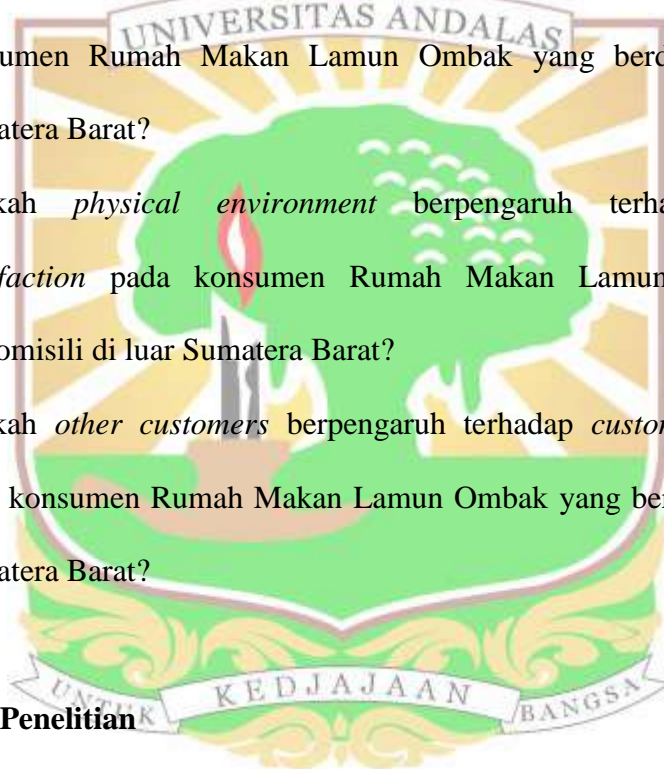 UNIVERSITAS ANDALAS
umen Rumah Makan Lamun Ombak yang berd
atera Barat?
kah physical environment berpengaruh terha
faction pada konsumen Rumah Makan Lamun
omisili di luar Sumatera Barat?
kah other customers berpengaruh terhadap custom
konsumen Rumah Makan Lamun Ombak yang ber
atera Barat?
UNTUK KEDJAJAAN BANGSA
Penelitian